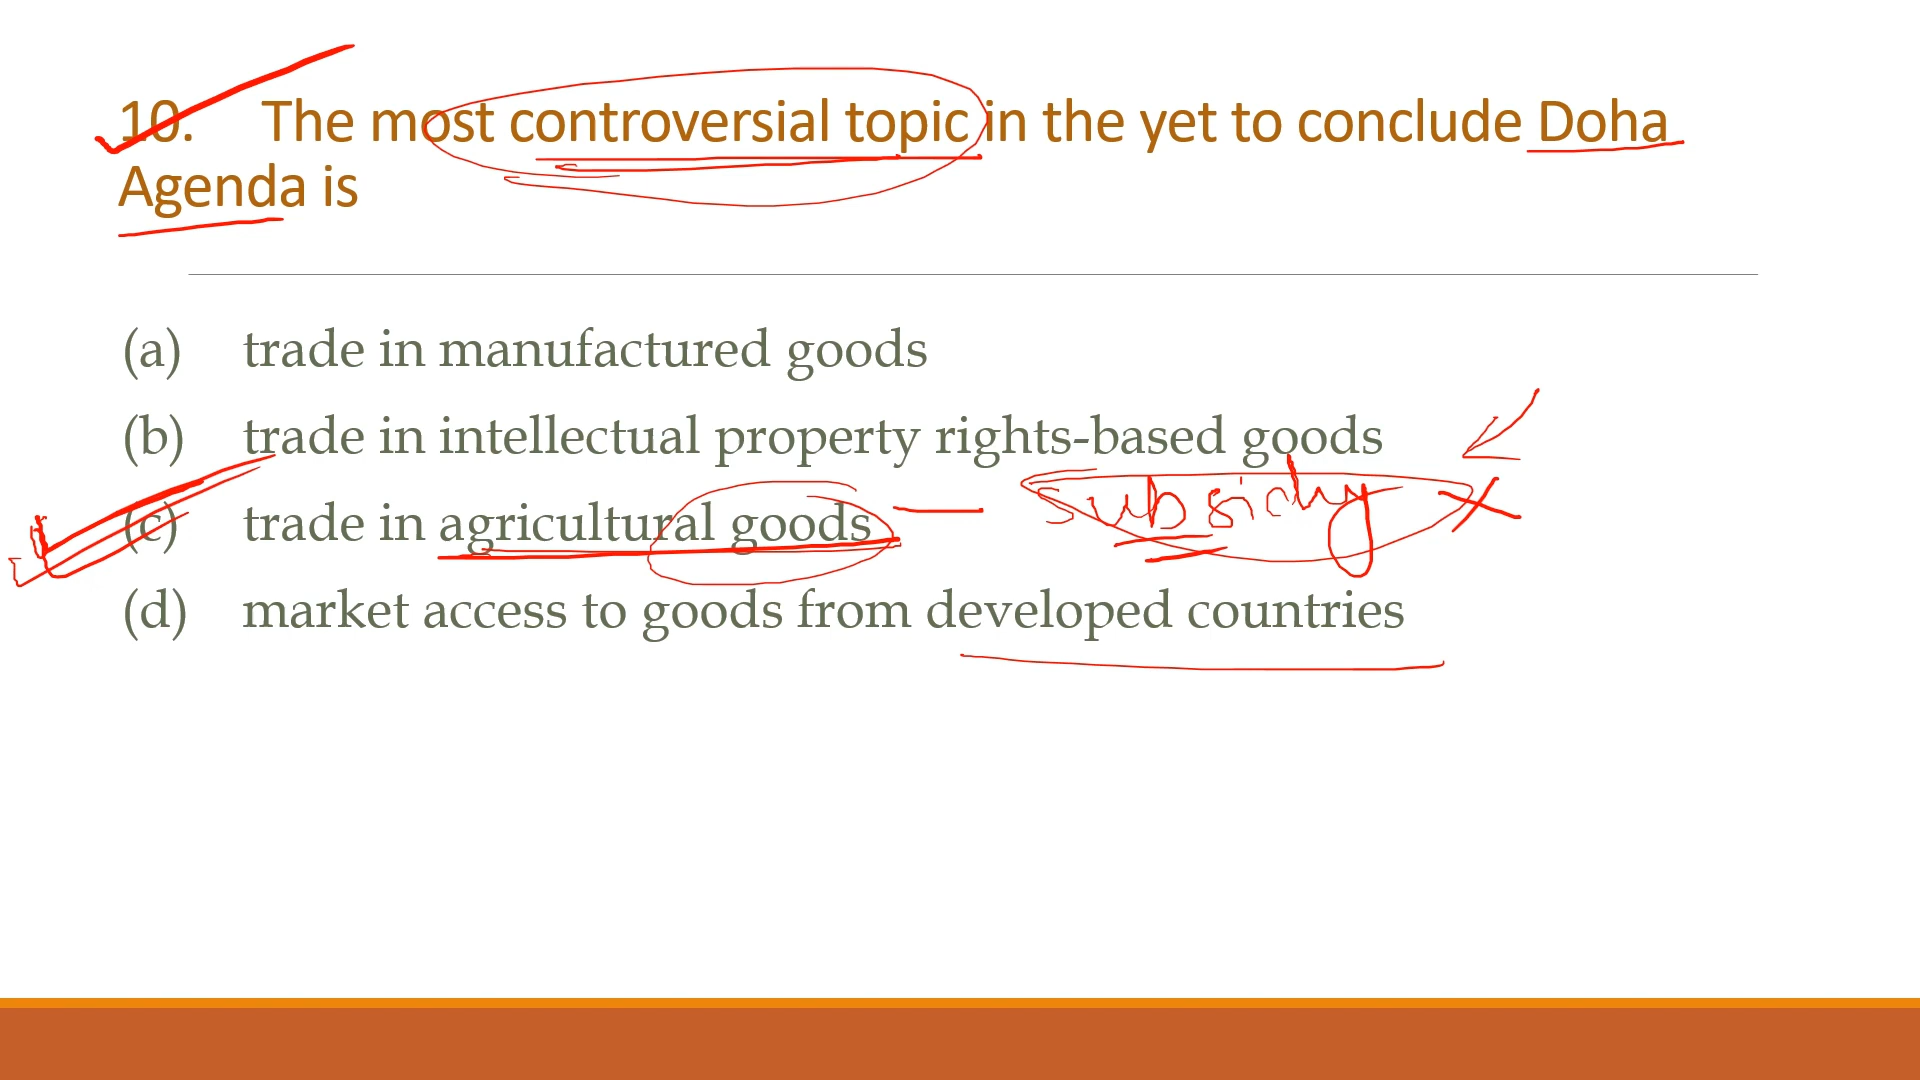 10. The most controversial topic in the yet to conclude Doha
Agenda is
(a) trade in manufactured goods
(b) trade in intellectual property rights-based goods
(c) trade in agricultural goods — subsidy
(d) market access to goods from developed countries